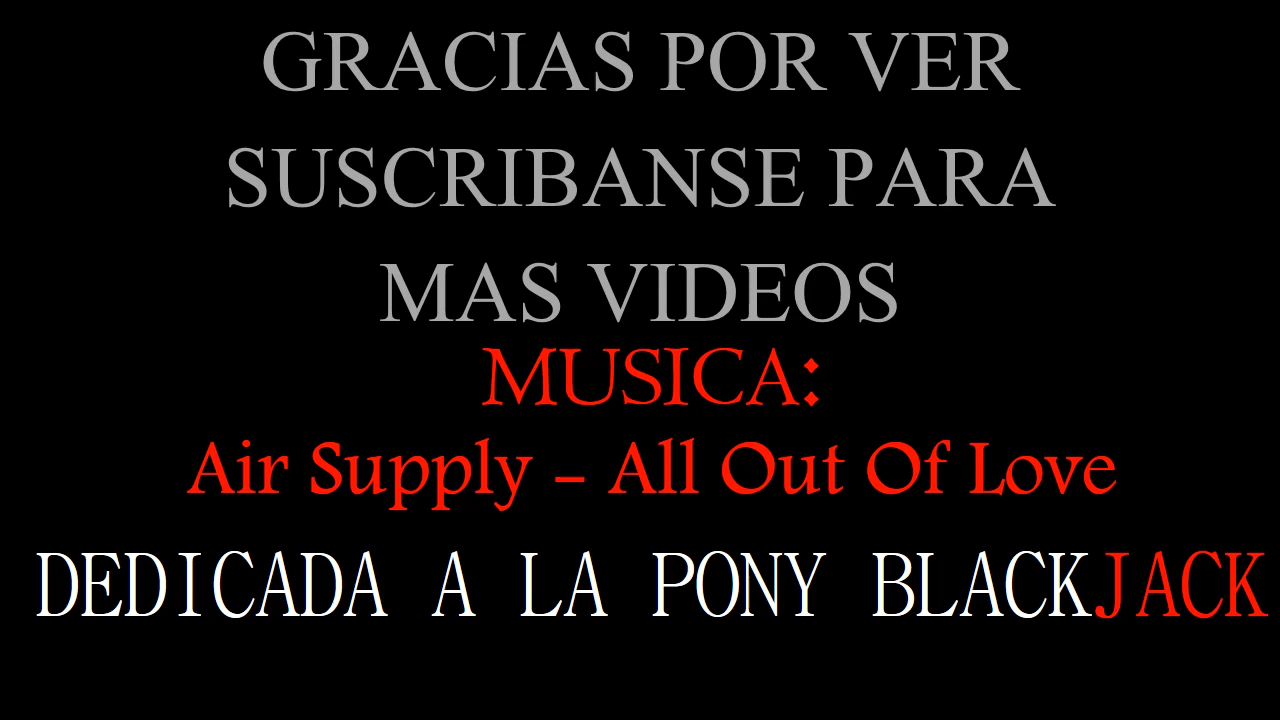 GRACIAS POR VER
SUSCRIBANSE PARA
MAS VIDEOS
MUSICA:
Air Supply - All Out Of Love
DEDICADA A LA PONY BLACKJACK